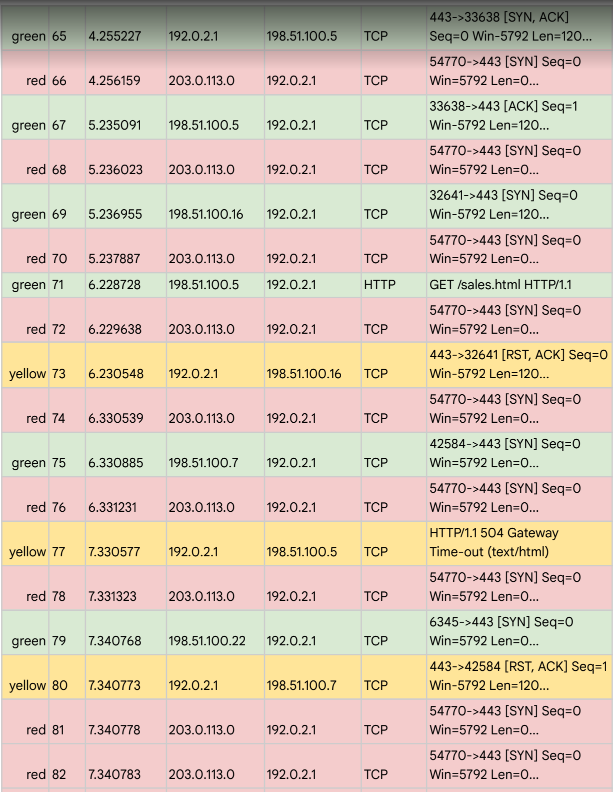 443->33638 [SYN, ACK]
green 65 4.255227 192.0.2.1 198.51.100.5 TCP Seq=0 Win-5792 Len=120...
54770->443 [SYN] Seq=0
red 66 4.256159 203.0.113.0 192.0.2.1 TCP Win=5792 Len=0...
33638->443 [ACK] Seq=1
green 67 5.235091 198.51.100.5 192.0.2.1 TCP Win-5792 Len=120...
54770->443 [SYN] Seq=0
red 68 5.236023 203.0.113.0 192.0.2.1 TCP Win=5792 Len=0...
32641->443 [SYN] Seq=0
green 69 5.236955 198.51.100.16 192.0.2.1 TCP Win-5792 Len=120...
54770->443 [SYN] Seq=0
red 70 5.237887 203.0.113.0 192.0.2.1 TCP Win=5792 Len=0...
green 71 6.228728 198.51.100.5 192.0.2.1 HTTP GET /sales.html HTTP/1.1
54770->443 [SYN] Seq=0
red 72 6.229638 203.0.113.0 192.0.2.1 TCP Win=5792 Len=0...
443->32641 [RST, ACK] Seq=0
yellow 73 6.230548 192.0.2.1 198.51.100.16 TCP Win-5792 Len=120...
54770->443 [SYN] Seq=0
red 74 6.330539 203.0.113.0 192.0.2.1 TCP Win=5792 Len=0...
42584->443 [SYN] Seq=0
green 75 6.330885 198.51.100.7 192.0.2.1 TCP Win=5792 Len=0...
54770->443 [SYN] Seq=0
red 76 6.331231 203.0.113.0 192.0.2.1 TCP Win=5792 Len=0...
HTTP/1.1 504 Gateway
yellow 77 7.330577 192.0.2.1 198.51.100.5 TCP Time-out (text/html)
54770->443 [SYN] Seq=0
red 78 7.331323 203.0.113.0 192.0.2.1 TCP Win=5792 Len=0...
6345->443 [SYN] Seq=0
green 79 7.340768 198.51.100.22 192.0.2.1 TCP Win=5792 Len=0...
443->42584 [RST, ACK] Seq=1
yellow 80 7.340773 192.0.2.1 198.51.100.7 TCP Win-5792 Len=120...
54770->443 [SYN] Seq=0
red 81 7.340778 203.0.113.0 192.0.2.1 TCP Win=5792 Len=0...
54770->443 [SYN] Seq=0
red 82 7.340783 203.0.113.0 192.0.2.1 TCP Win=5792 Len=0...